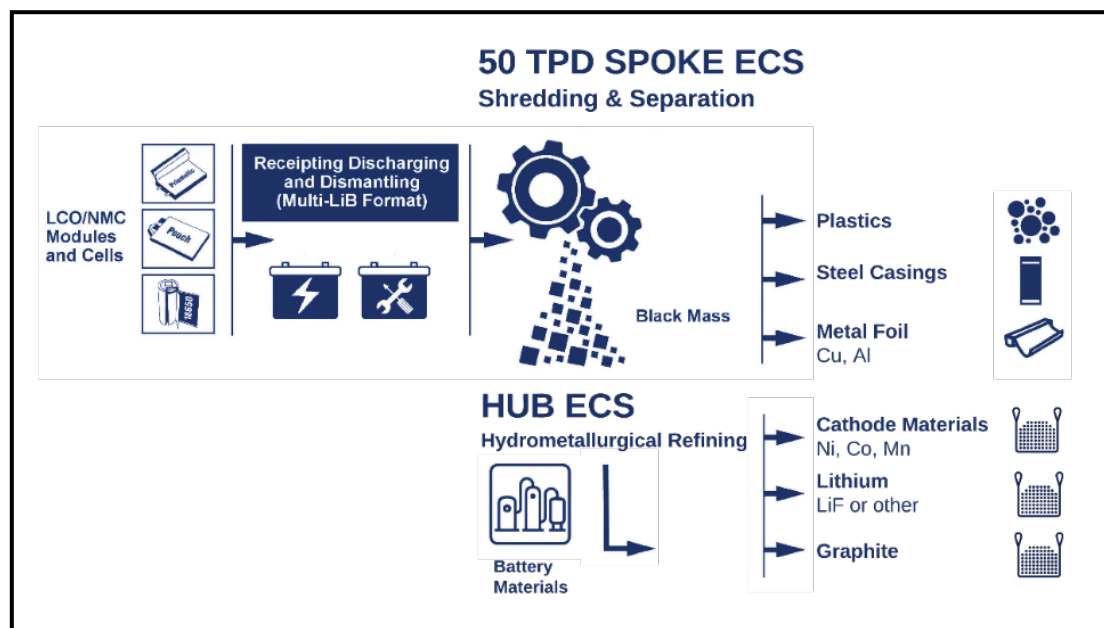 50 TPD SPOKE ECS
Shredding & Separation
LCO/NMC
Modules
and Cells
Prismatic
Pouch
18650
Receipting Discharging
and Dismantling
(Multi-LiB Format)
Black Mass
Plastics
Steel Casings
Metal Foil
Cu, Al
HUB ECS
Hydrometallurgical Refining
Battery
Materials
Cathode Materials
Ni, Co, Mn
Lithium
LiF or other
Graphite